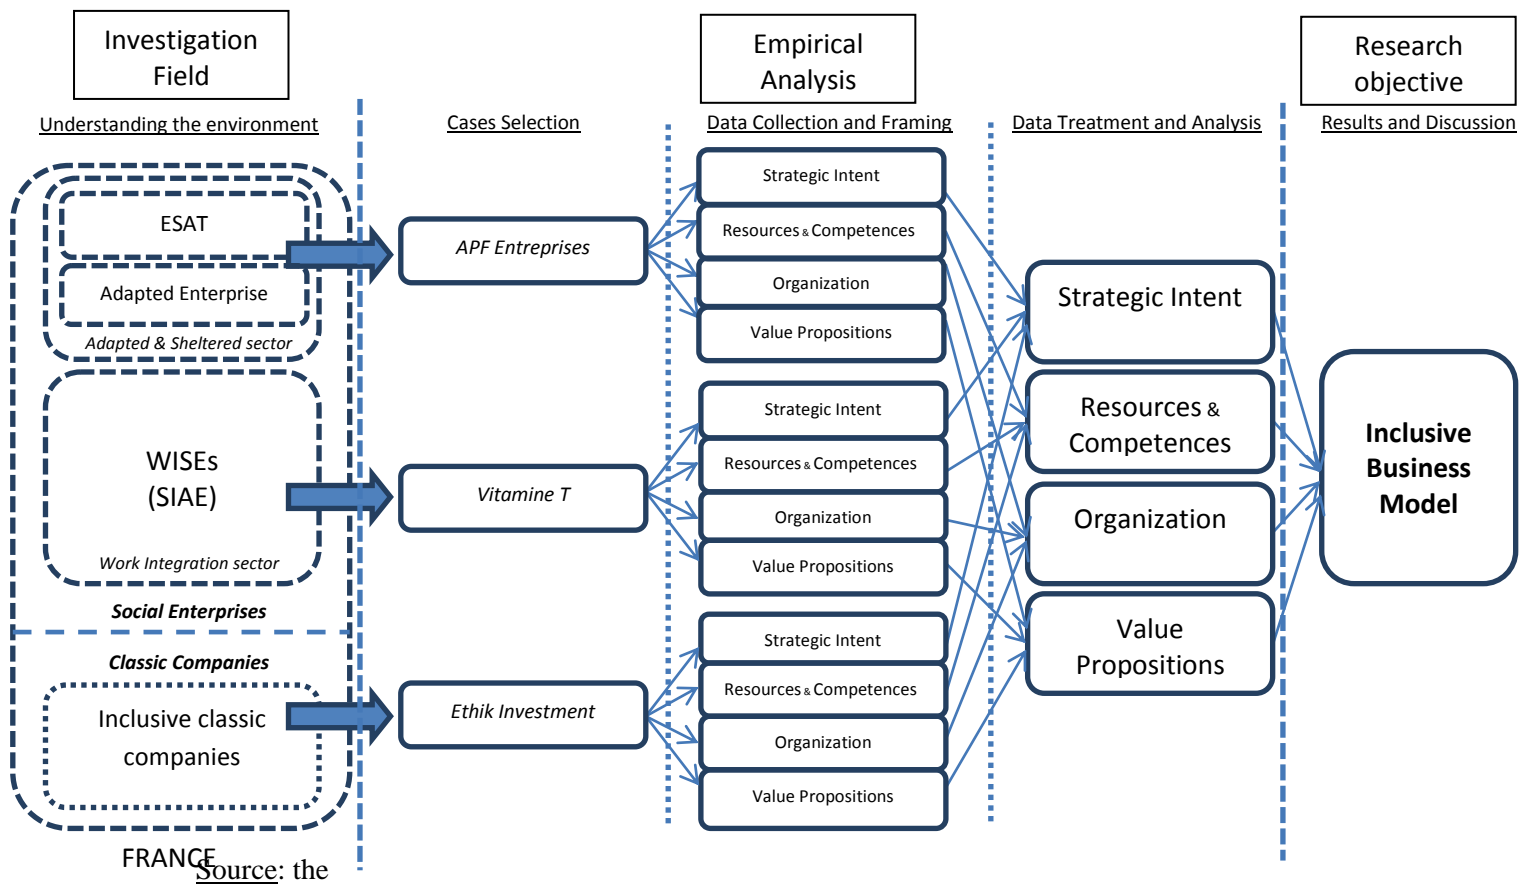 Investigation
Field
Empirical
Analysis
Research
objective
Understanding the environment
Cases Selection
Data Collection and Framing
Data Treatment and Analysis
Results and Discussion
ESAT
Adapted Enterprise
Adapted & Sheltered sector
WISEs
(SIAE)
Work Integration sector
Social Enterprises
Classic Companies
Inclusive classic
companies
FRANCE
Source: the
APF Entreprises
Vitamine T
Ethik Investment
Strategic Intent
Resources & Competences
Organization
Value Propositions
Strategic Intent
Resources & Competences
Organization
Value Propositions
Strategic Intent
Resources & Competences
Organization
Value Propositions
Strategic Intent
Resources &
Competences
Organization
Value
Propositions
Inclusive
Business
Model